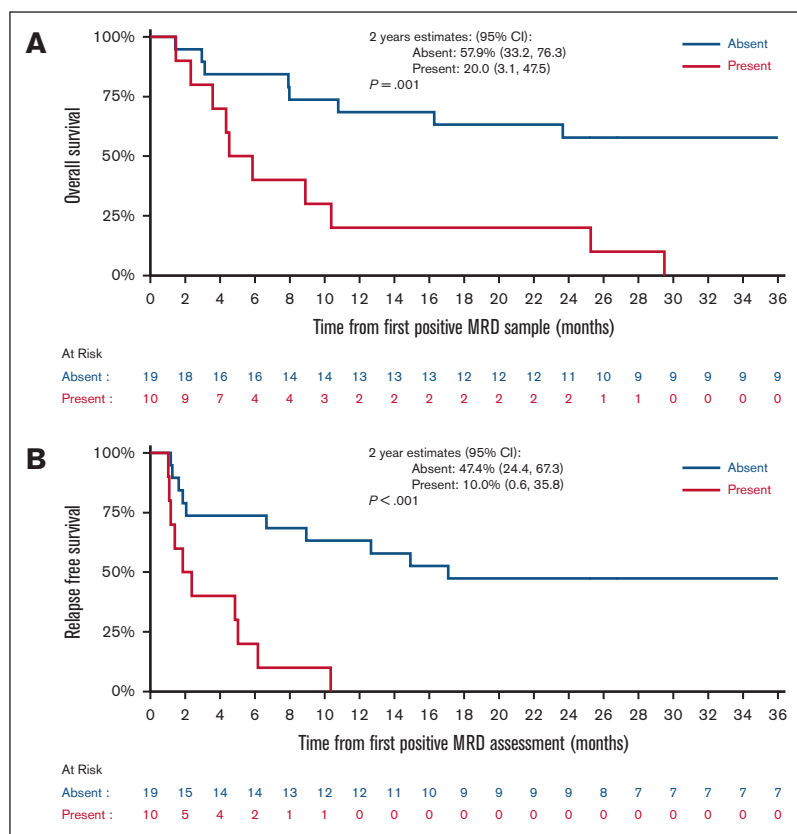 A
100%
75%
50%
25%
0%
Overall survival
2 years estimates: (95% CI):
Absent: 57.9% (33.2, 76.3)
Present: 20.0 (3.1, 47.5)
P = .001
Absent
Present
0 2 4 6 8 10 12 14 16 18 20 22 24 26 28 30 32 34 36
Time from first positive MRD sample (months)
At Risk
Absent : 19 18 16 16 14 14 13 13 13 12 12 12 11 10 9 9 9 9 9
Present : 10 9 7 4 4 3 2 2 2 2 2 2 2 1 1 0 0 0 0
B
100%
75%
50%
25%
0%
Relapse free survival
2 year estimates (95% CI):
Absent: 47.4% (24.4, 67.3)
Present: 10.0% (0.6, 35.8)
P < .001
Absent
Present
0 2 4 6 8 10 12 14 16 18 20 22 24 26 28 30 32 34 36
Time from first positive MRD assessment (months)
At Risk
Absent : 19 15 14 14 13 12 12 11 10 9 9 9 9 8 7 7 7 7 7
Present : 10 5 4 2 1 1 0 0 0 0 0 0 0 0 0 0 0 0 0